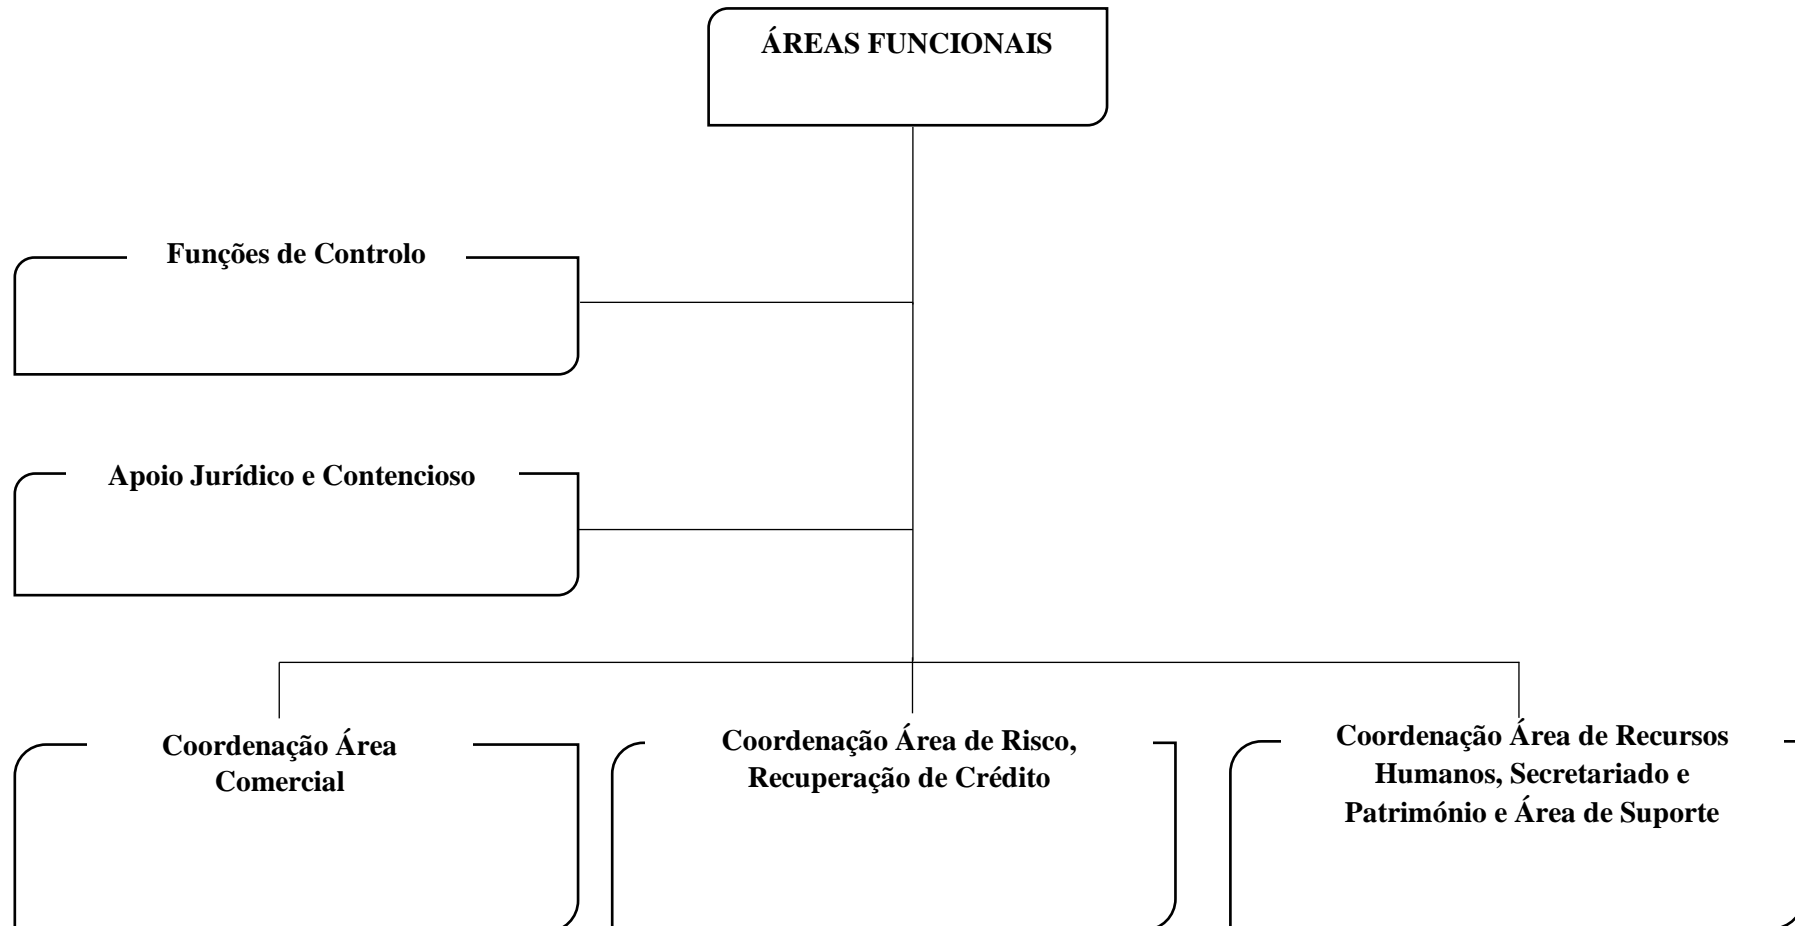 ÁREAS FUNCIONAIS
Funções de Controlo
Apoio Jurídico e Contencioso
Coordenação Área
Comercial
Coordenação Área de Risco,
Recuperação de Crédito
Coordenação Área de Recursos
Humanos, Secretariado e
Património e Área de Suporte